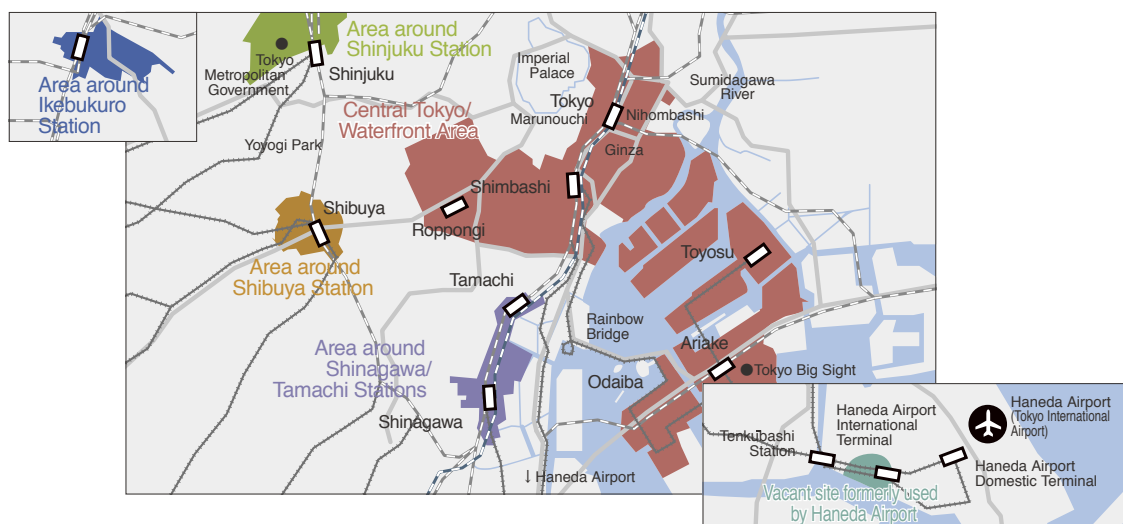 Area around
Ikebukuro
Station
Area around
Shinjuku Station
Tokyo
Metropolitan
Government
Shinjuku
Imperial
Palace
Tokyo
Marunouchi
Nihombashi
Sumidagawa
River
Central Tokyo/
Waterfront Area
Yoyogi Park
Ginza
Shimbashi
Shibuya
Roppongi
Toyosu
Area around
Shibuya Station
Tamachi
Rainbow
Bridge
Ariake
Area around
Shinagawa/
Tamachi Stations
Odaiba
Tokyo Big Sight
Shinagawa
↓ Haneda Airport
Haneda Airport
International
Terminal
Haneda Airport
(Tokyo International
Airport)
Tenkubashi
Station
Haneda Airport
Domestic Terminal
Vacant site formerly used
by Haneda Airport